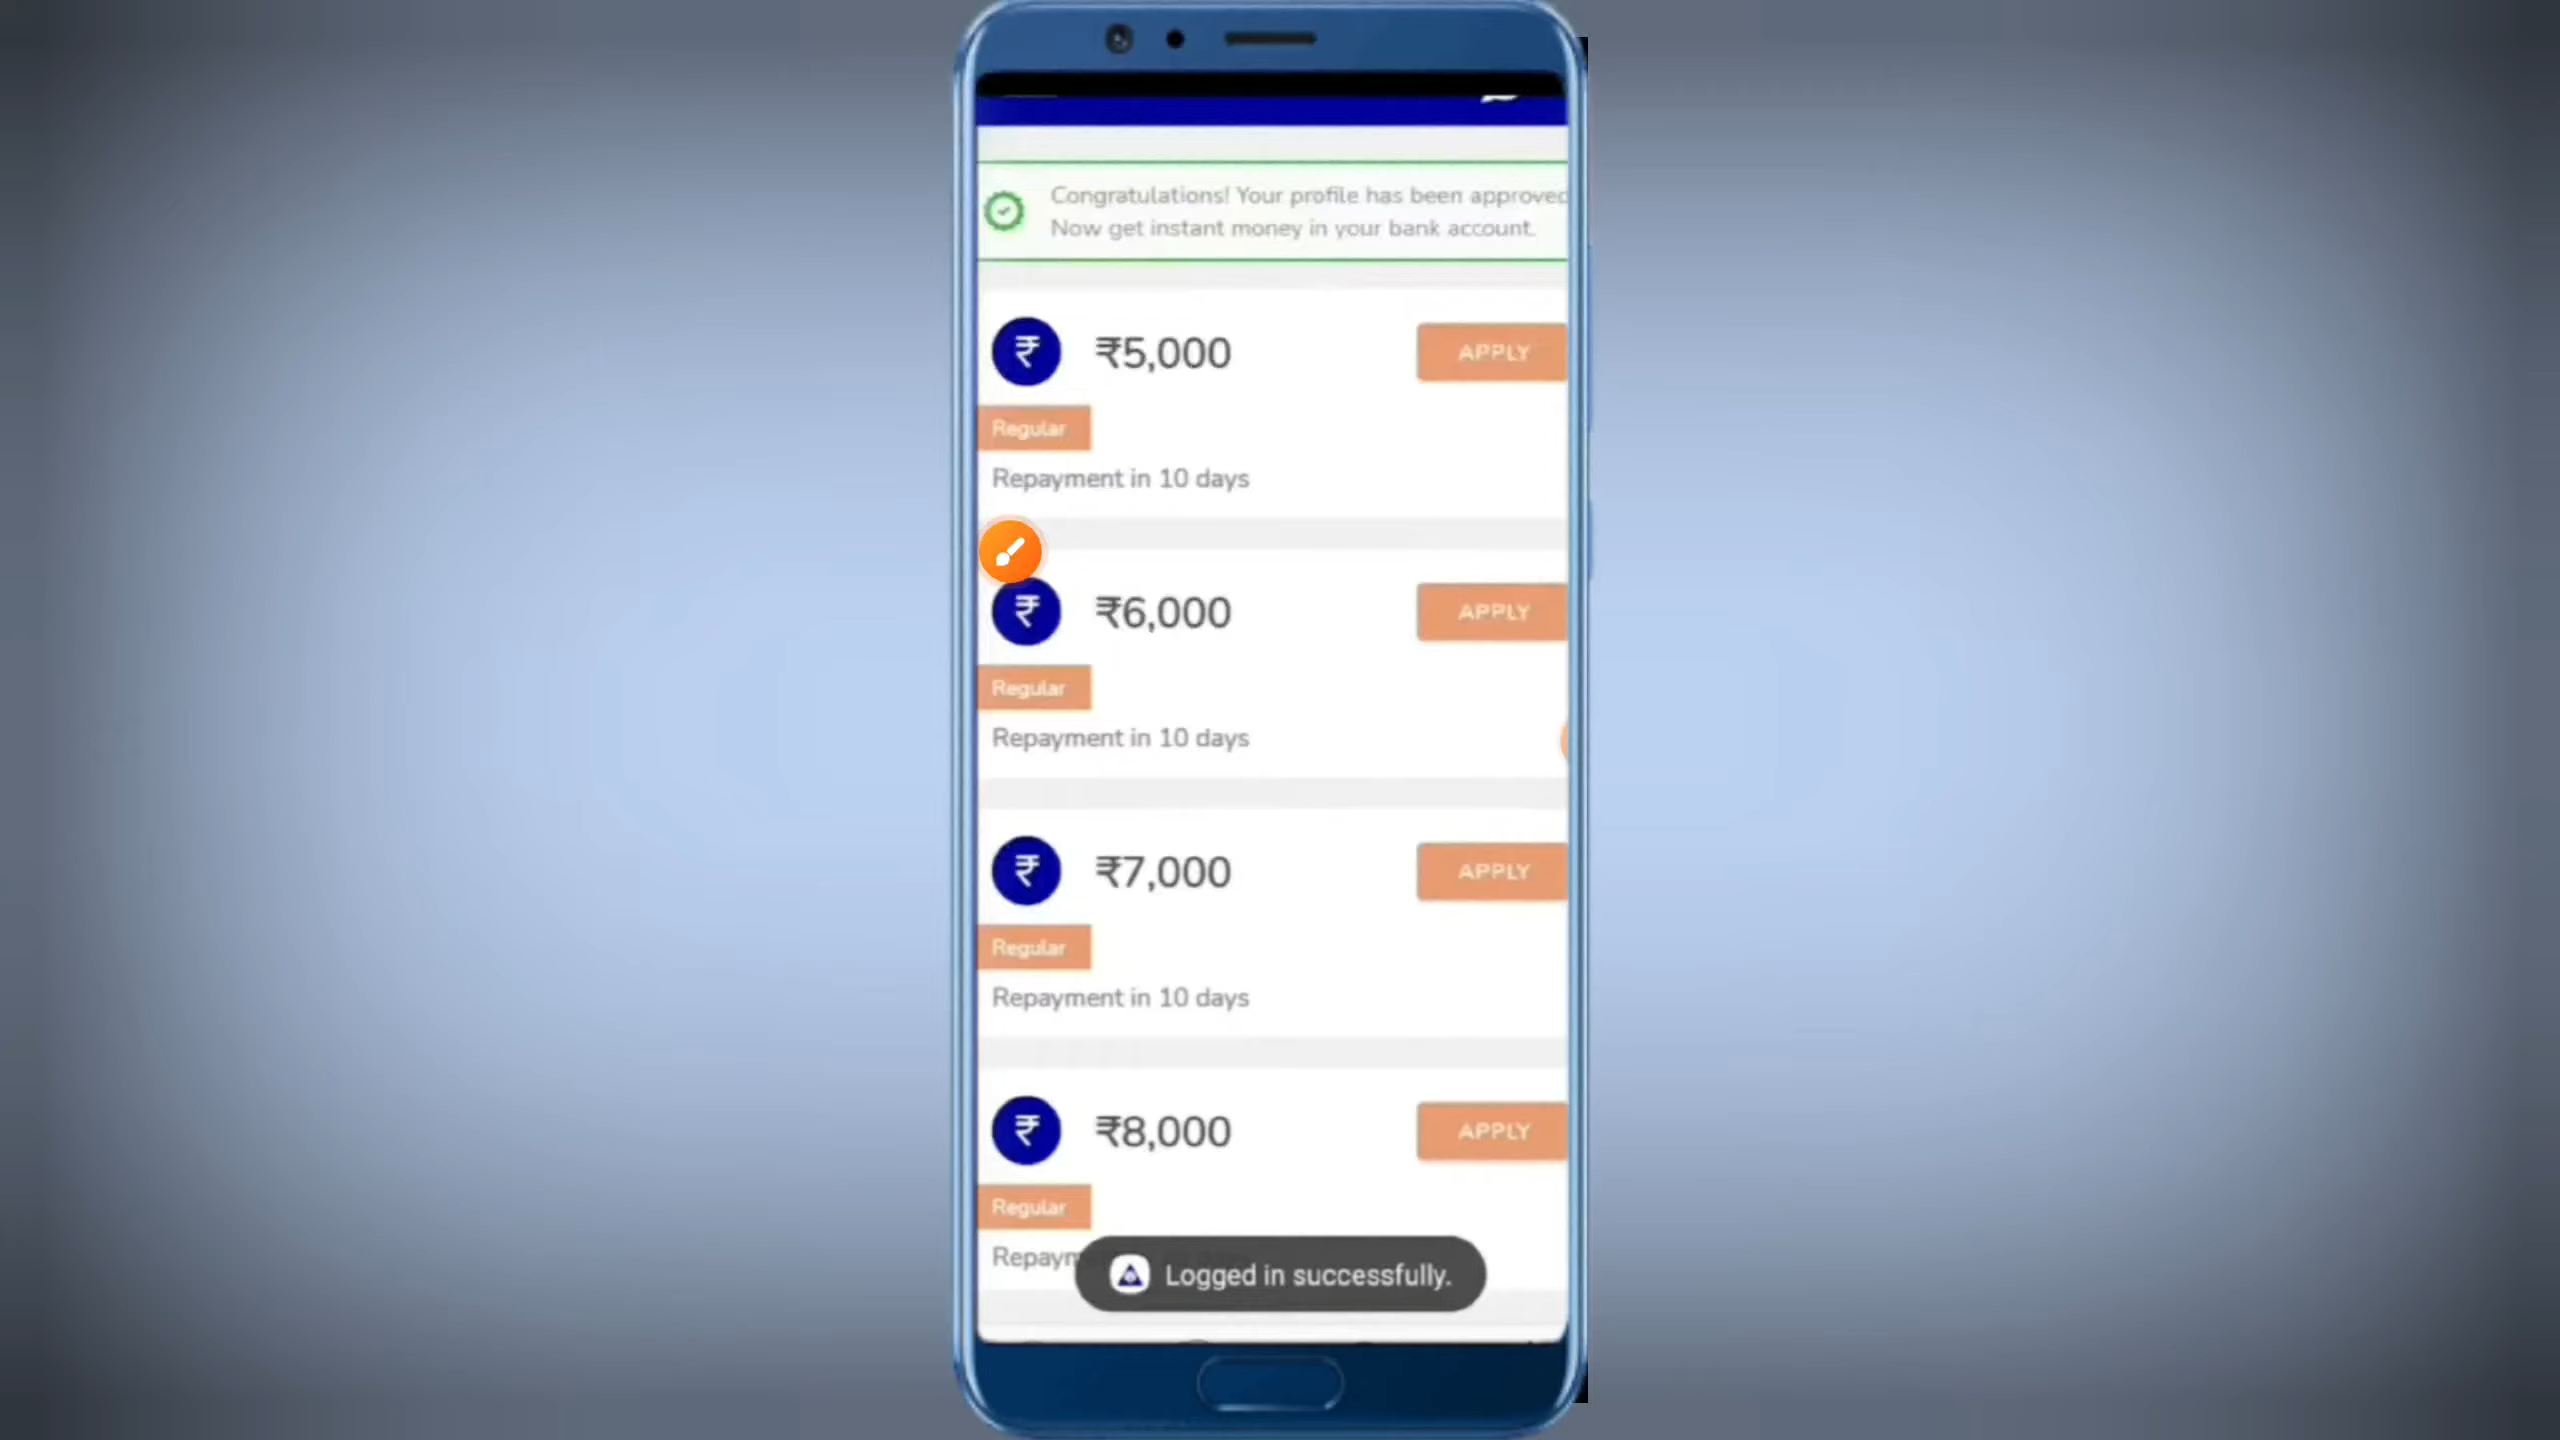 Congratulations! Your profile has been approved
Now get instant money in your bank account.
₹ ₹5,000 APPLY
Regular
Repayment in 10 days
₹ ₹6,000 APPLY
Regular
Repayment in 10 days
₹ ₹7,000 APPLY
Regular
Repayment in 10 days
₹ ₹8,000 APPLY
Regular
Repaym
Logged in successfully.